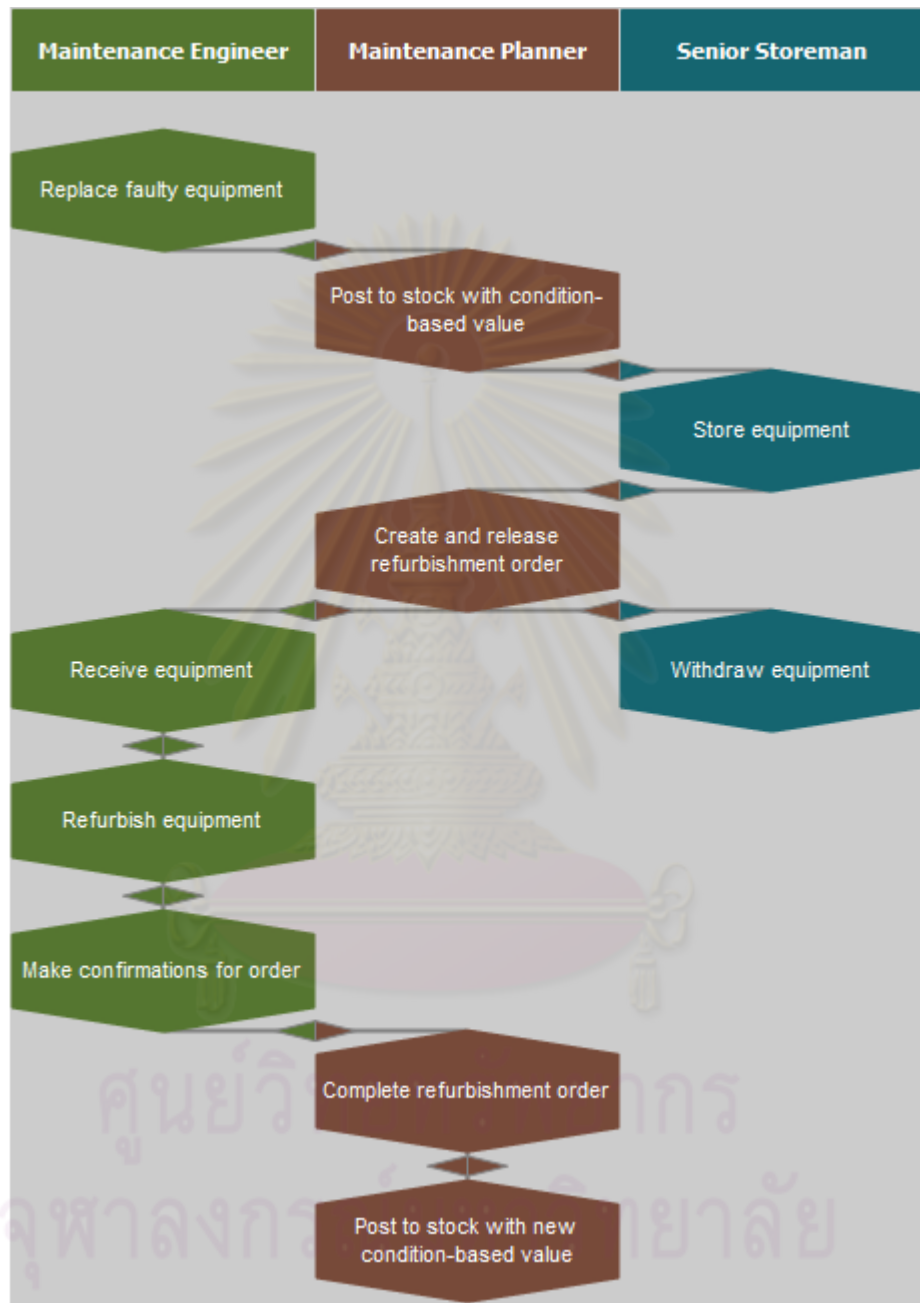 Maintenance Engineer
Maintenance Planner
Senior Storeman
Replace faulty equipment
Post to stock with condition-
based value
Store equipment
Create and release
refurbishment order
Receive equipment
Withdraw equipment
Refurbish equipment
Make confirmations for order
Complete refurbishment order
Post to stock with new
condition-based value